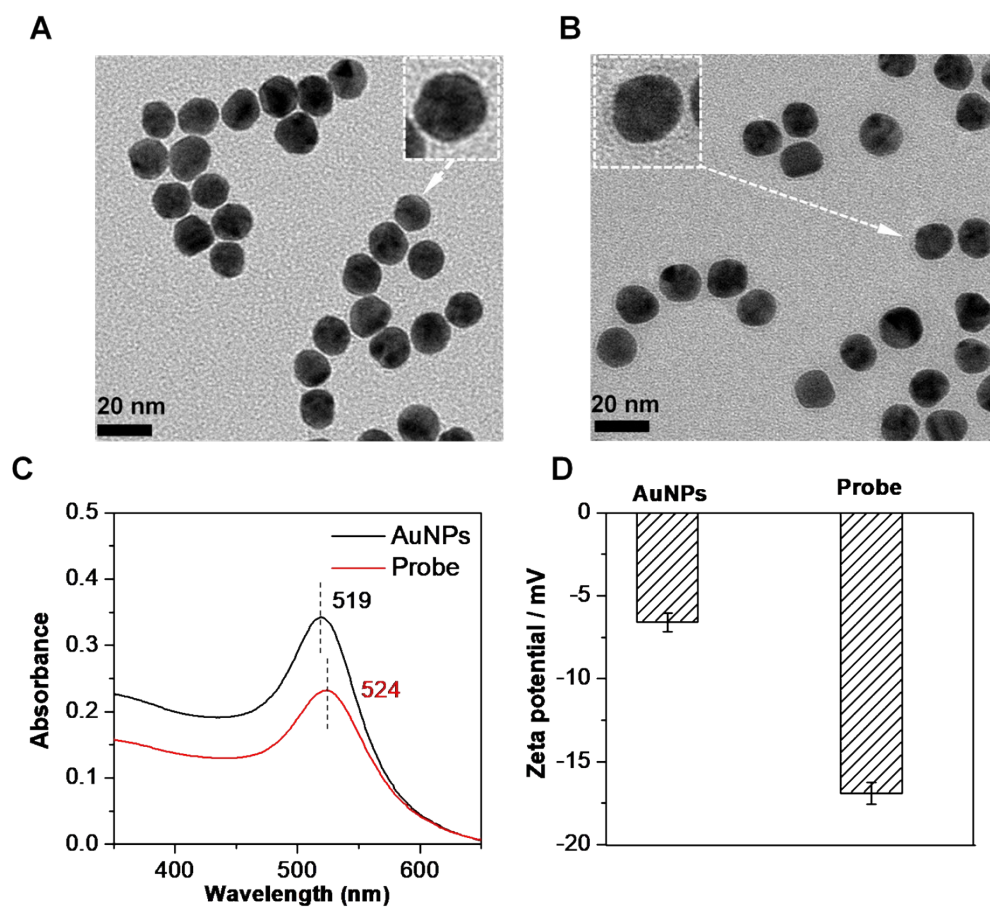 A
B
20 nm
20 nm
C
D
0.5
0.4
0.3
0.2
0.1
0.0
Absorbance
AuNPs
Probe
519
524
400
500
600
Wavelength (nm)
AuNPs
Probe
0
-5
-10
-15
-20
Zeta potential / mV